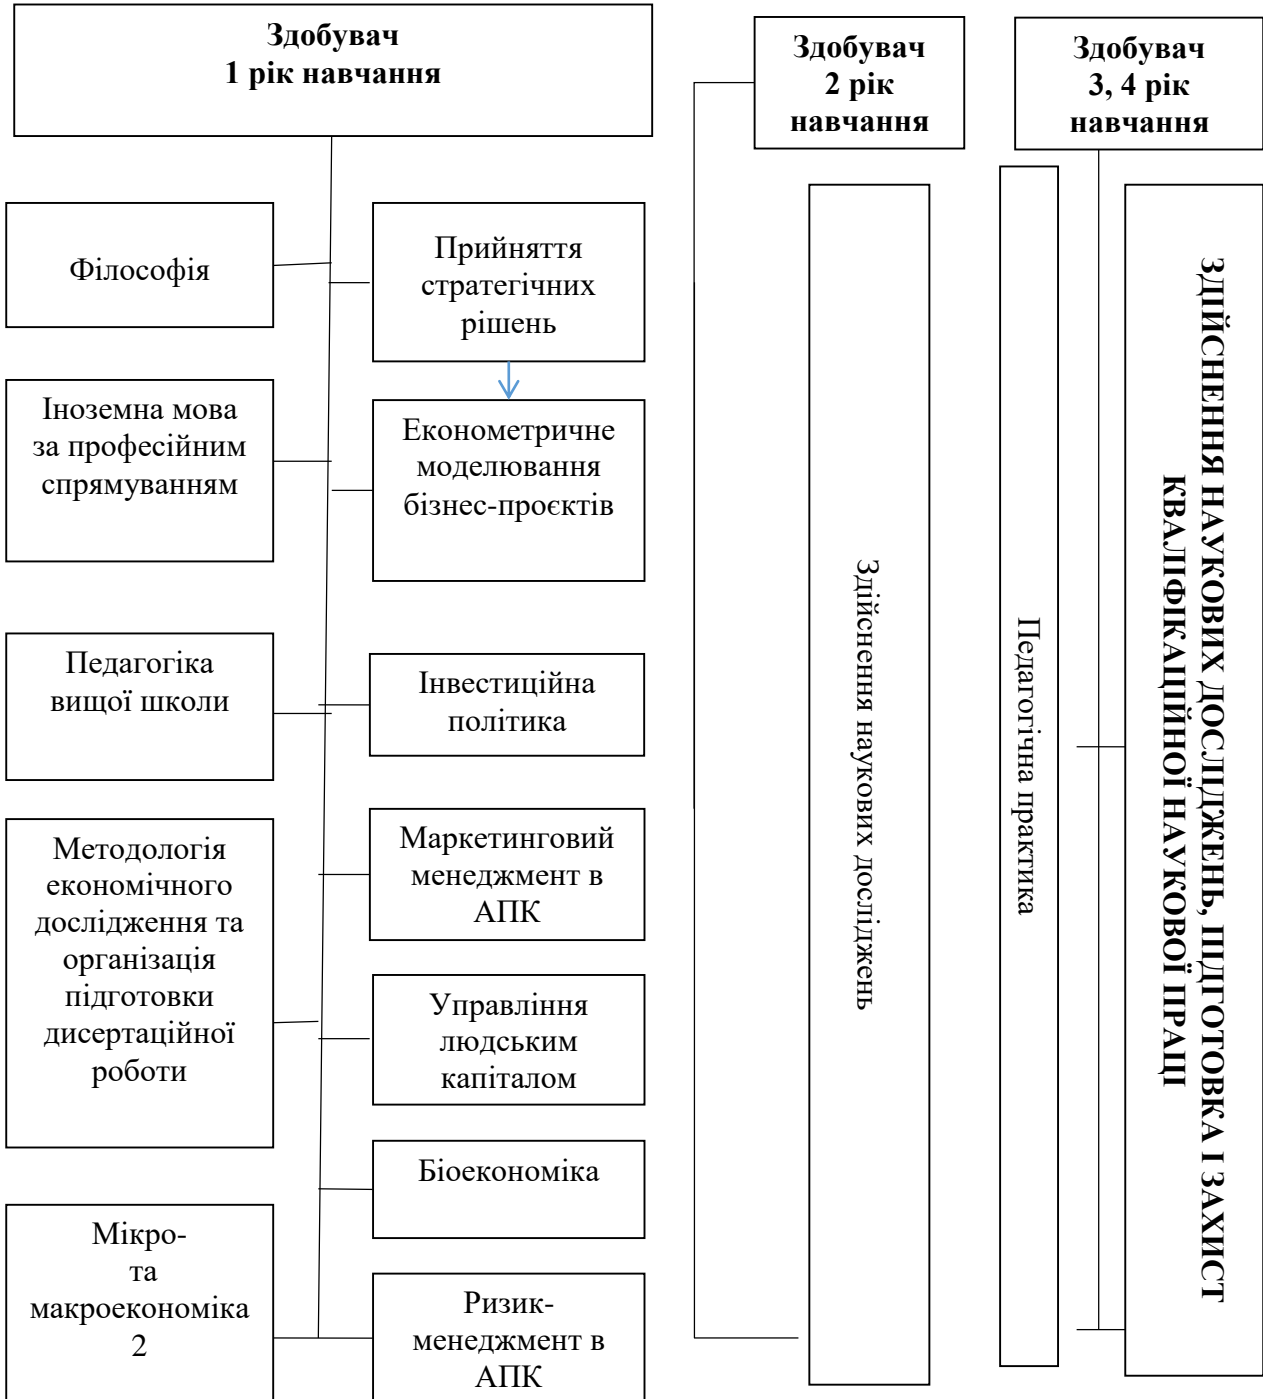 Здобувач
1 рік навчання
Здобувач
2 рік
навчання
Здобувач
3, 4 рік
навчання
Філософія
Прийняття
стратегічних
рішень
Іноземна мова
за професійним
спрямуванням
Економетричне
моделювання
бізнес-проєктів
Педагогіка
вищої школи
Інвестиційна
політика
Методологія
економічного
дослідження та
організація
підготовки
дисертаційної
роботи
Маркетинговий
менеджмент в
АПК
Управління
людським
капіталом
Біоекономіка
Мікро-
та
макроекономіка
2
Ризик-
менеджмент в
АПК
Здійснення наукових досліджень
Педагогічна практика
ЗДІЙСНЕННЯ НАУКОВИХ ДОСЛІДЖЕНЬ, ПІДГОТОВКА І ЗАХИСТ
КВАЛІФІКАЦІЙНОЇ НАУКОВОЇ ПРАЦІ